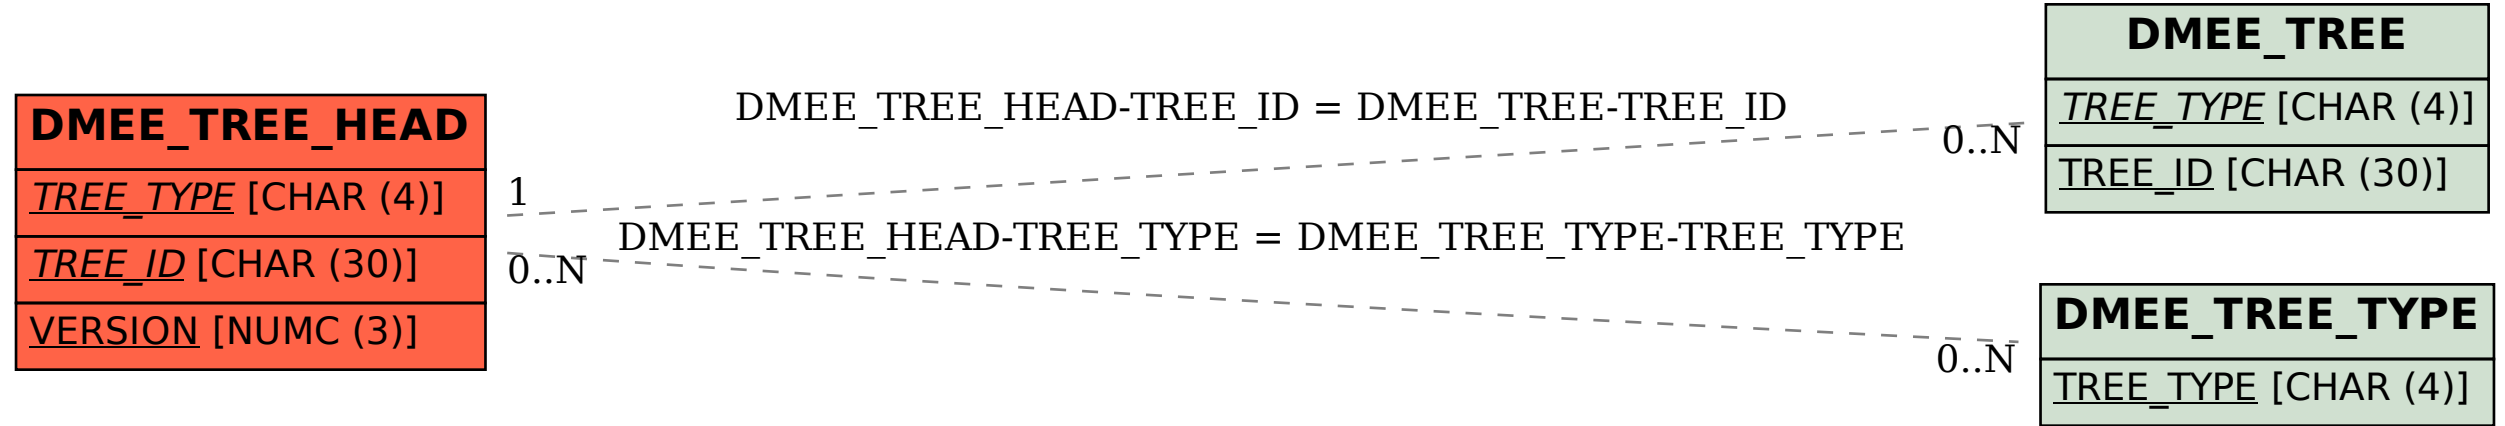 DMEE_TREE_HEAD
TREE_TYPE [CHAR (4)]
TREE_ID [CHAR (30)]
VERSION [NUMC (3)]
DMEE_TREE_HEAD-TREE_ID = DMEE_TREE-TREE_ID
1
0..N
DMEE_TREE_HEAD-TREE_TYPE = DMEE_TREE_TYPE-TREE_TYPE
0..N
0..N
DMEE_TREE
TREE_TYPE [CHAR (4)]
TREE_ID [CHAR (30)]
DMEE_TREE_TYPE
TREE_TYPE [CHAR (4)]